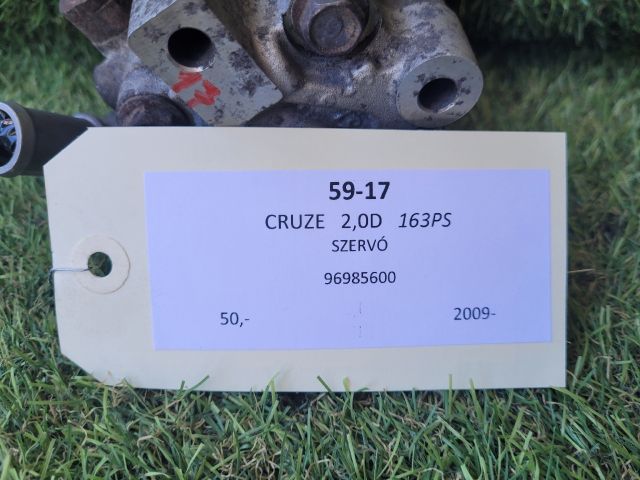 59-17
CRUZE 2,0D 163PS
SZERVÓ
96985600
50,- 2009-